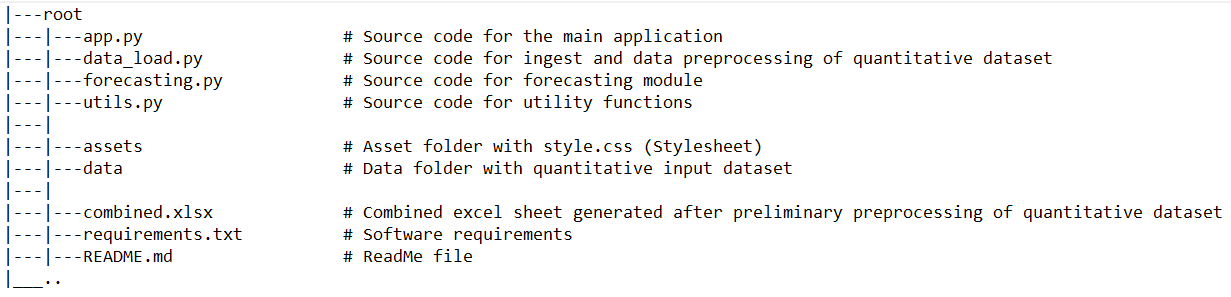 |---root
|---|---app.py # Source code for the main application
|---|---data_load.py # Source code for ingest and data preprocessing of quantitative dataset
|---|---forecasting.py # Source code for forecasting module
|---|---utils.py # Source code for utility functions
|---|
|---|---assets # Asset folder with style.css (Stylesheet)
|---|---data # Data folder with quantitative input dataset
|---|
|---|---combined.xlsx # Combined excel sheet generated after preliminary preprocessing of quantitative dataset
|---|---requirements.txt # Software requirements
|---|---README.md # ReadMe file
|___..